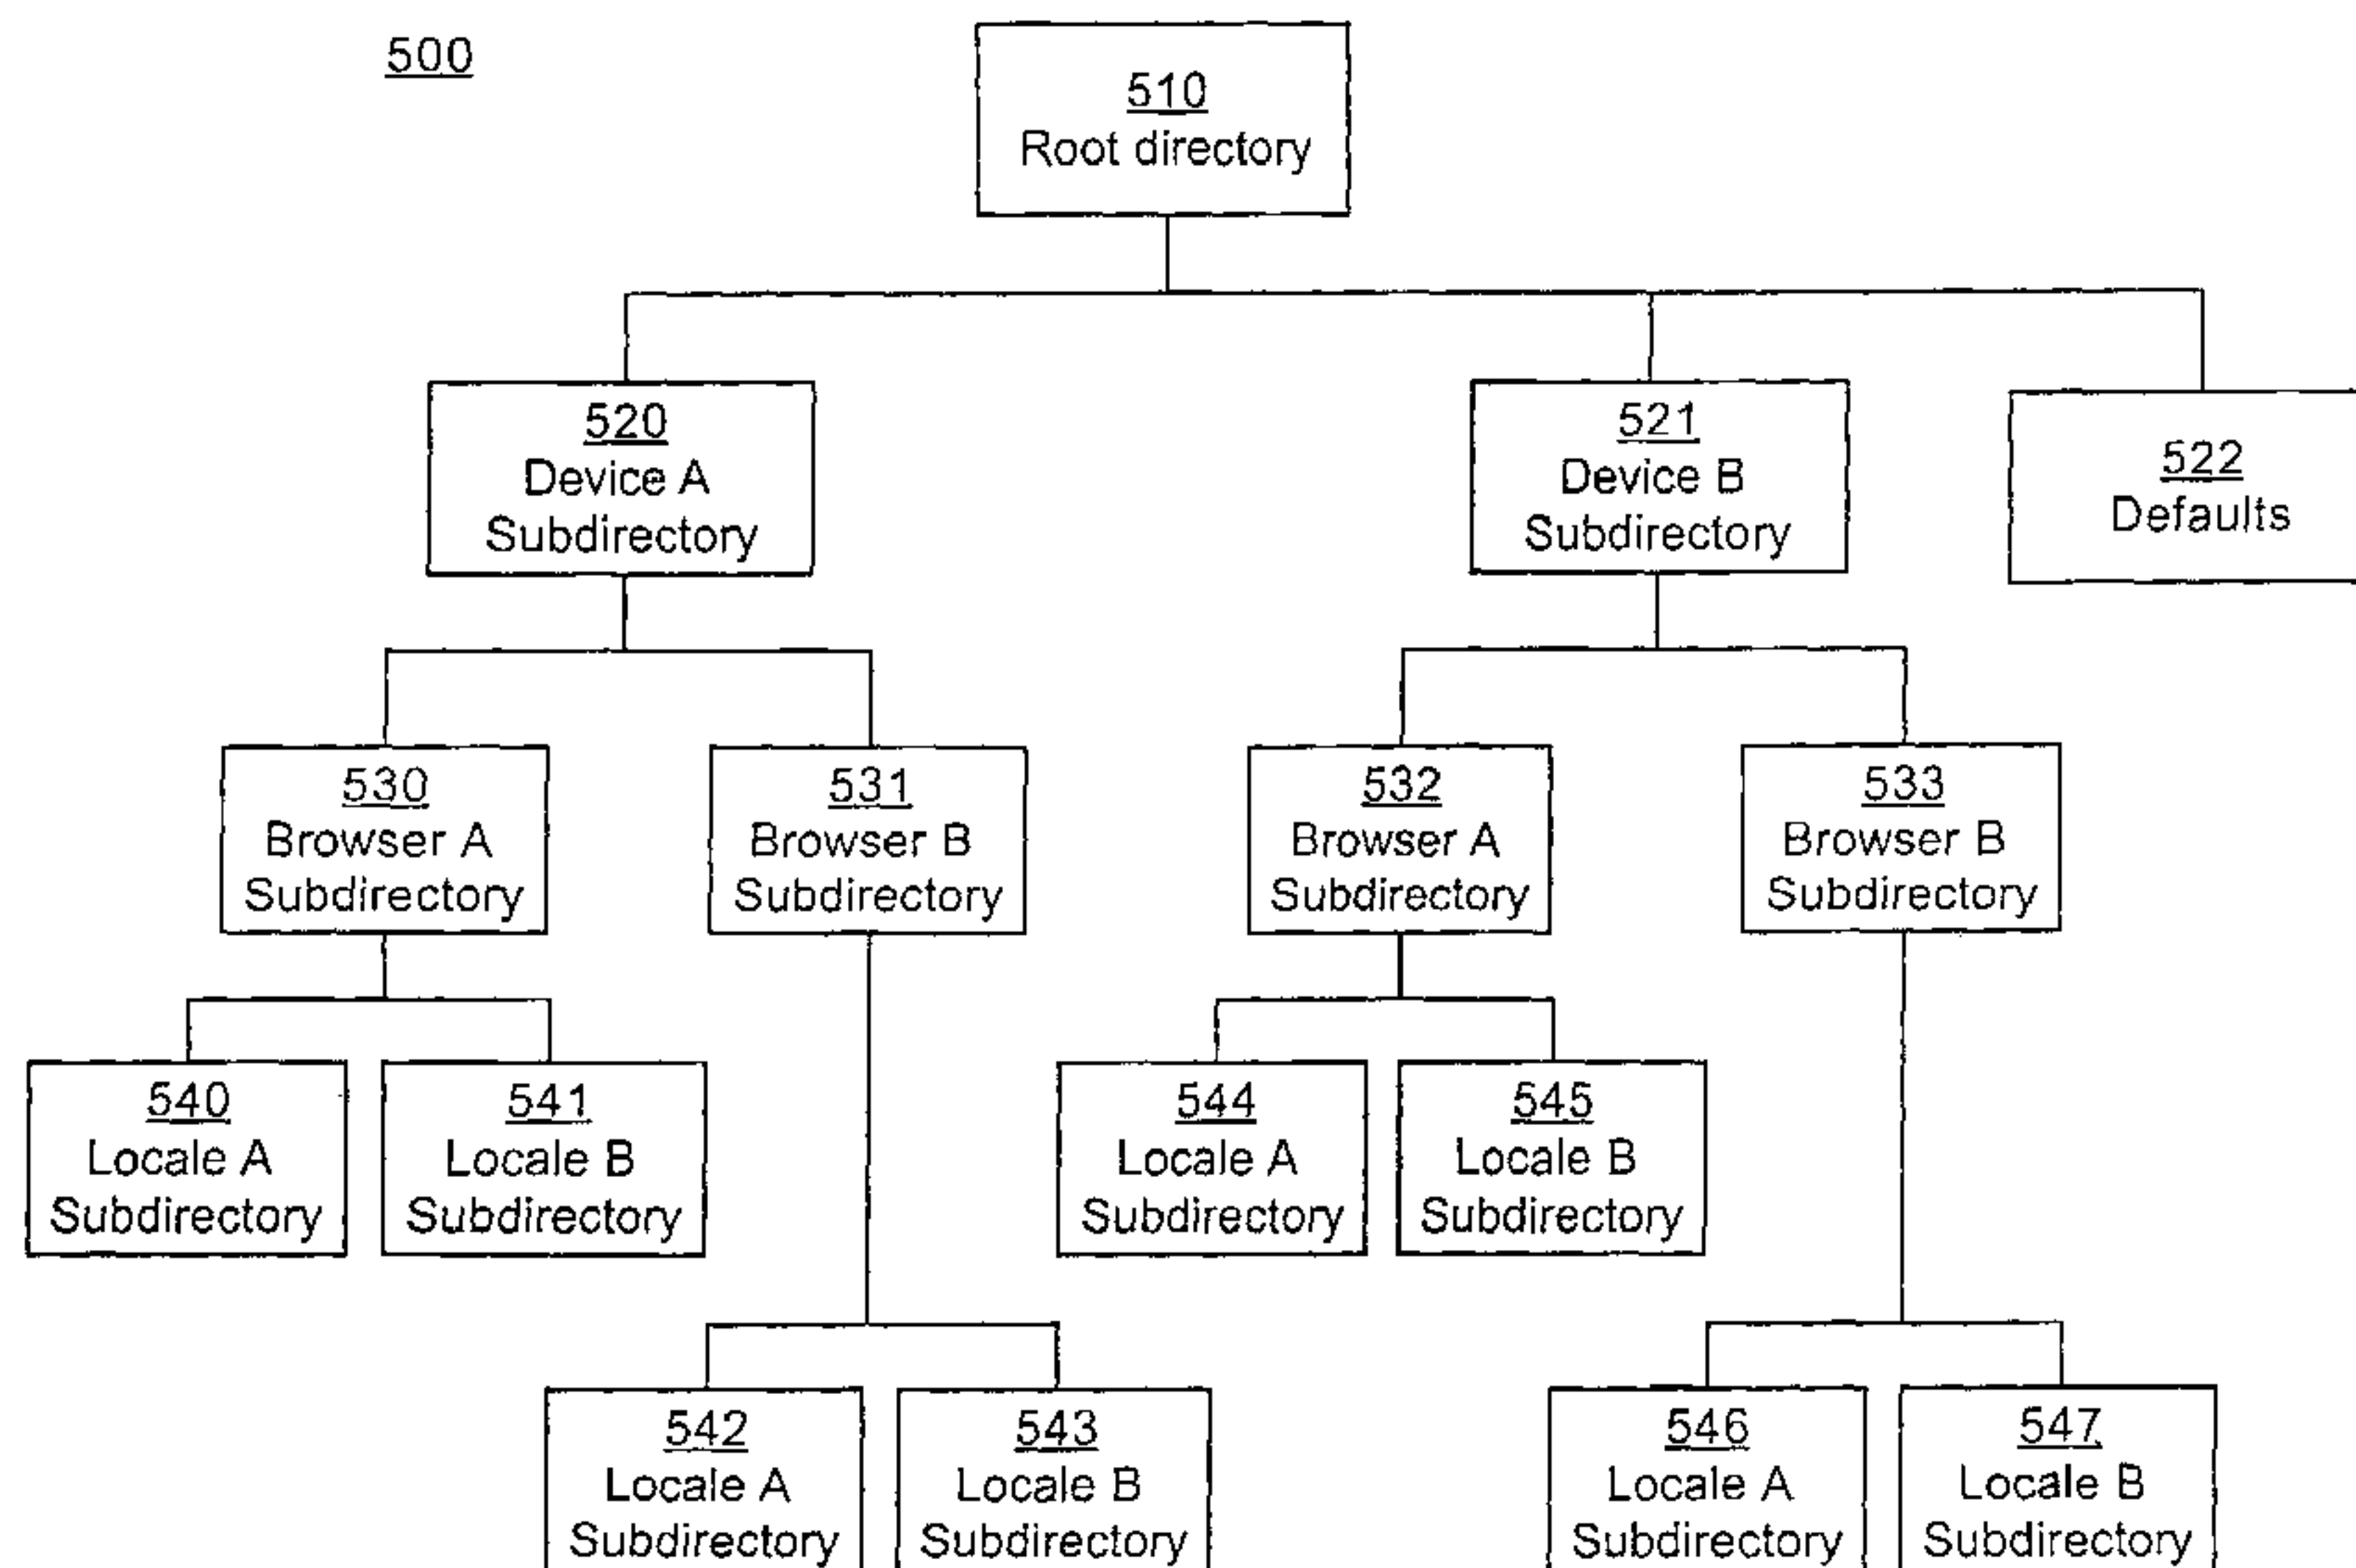 500
510
Root directory
520
Device A
Subdirectory
521
Device B
Subdirectory
522
Defaults
530
Browser A
Subdirectory
531
Browser B
Subdirectory
532
Browser A
Subdirectory
533
Browser B
Subdirectory
540
Locale A
Subdirectory
541
Locale B
Subdirectory
544
Locale A
Subdirectory
545
Locale B
Subdirectory
542
Locale A
Subdirectory
543
Locale B
Subdirectory
546
Locale A
Subdirectory
547
Locale B
Subdirectory